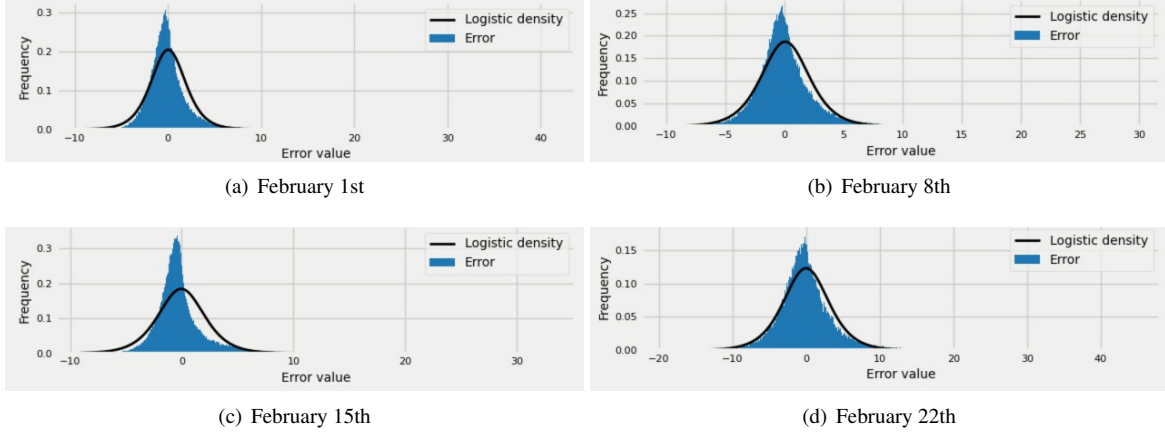 0.3
0.2
0.1
0.0
Frequency
Logistic density
Error
−10 0 10 20 30 40
Error value
(a) February 1st
0.25
0.20
0.15
0.10
0.05
0.00
Frequency
Logistic density
Error
−10 −5 0 5 10 15 20 25 30
Error value
(b) February 8th
0.3
0.2
0.1
0.0
Frequency
Logistic density
Error
−10 0 10 20 30
Error value
(c) February 15th
0.15
0.10
0.05
0.00
Frequency
Logistic density
Error
−20 −10 0 10 20 30 40
Error value
(d) February 22th